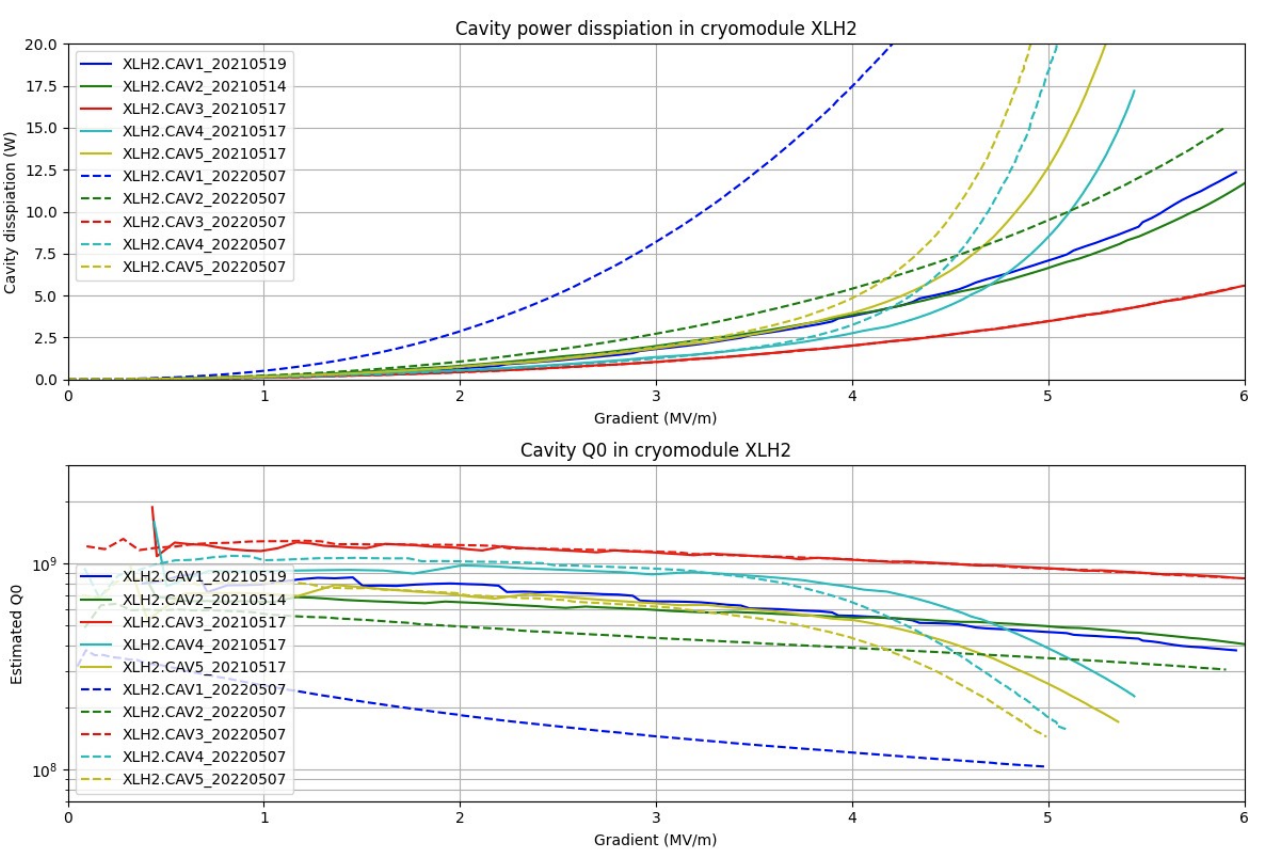 Cavity power disspiation in cryomodule XLH2
20.0
17.5
15.0
12.5
10.0
7.5
5.0
2.5
0.0
Cavity disspiation (W)
XLH2.CAV1_20210519
XLH2.CAV2_20210514
XLH2.CAV3_20210517
XLH2.CAV4_20210517
XLH2.CAV5_20210517
XLH2.CAV1_20220507
XLH2.CAV2_20220507
XLH2.CAV3_20220507
XLH2.CAV4_20220507
XLH2.CAV5_20220507
0 1 2 3 4 5 6
Gradient (MV/m)
Cavity Q0 in cryomodule XLH2
10⁹
10⁸
Estimated Q0
XLH2.CAV1_20210519
XLH2.CAV2_20210514
XLH2.CAV3_20210517
XLH2.CAV4_20210517
XLH2.CAV5_20210517
XLH2.CAV1_20220507
XLH2.CAV2_20220507
XLH2.CAV3_20220507
XLH2.CAV4_20220507
XLH2.CAV5_20220507
0 1 2 3 4 5 6
Gradient (MV/m)